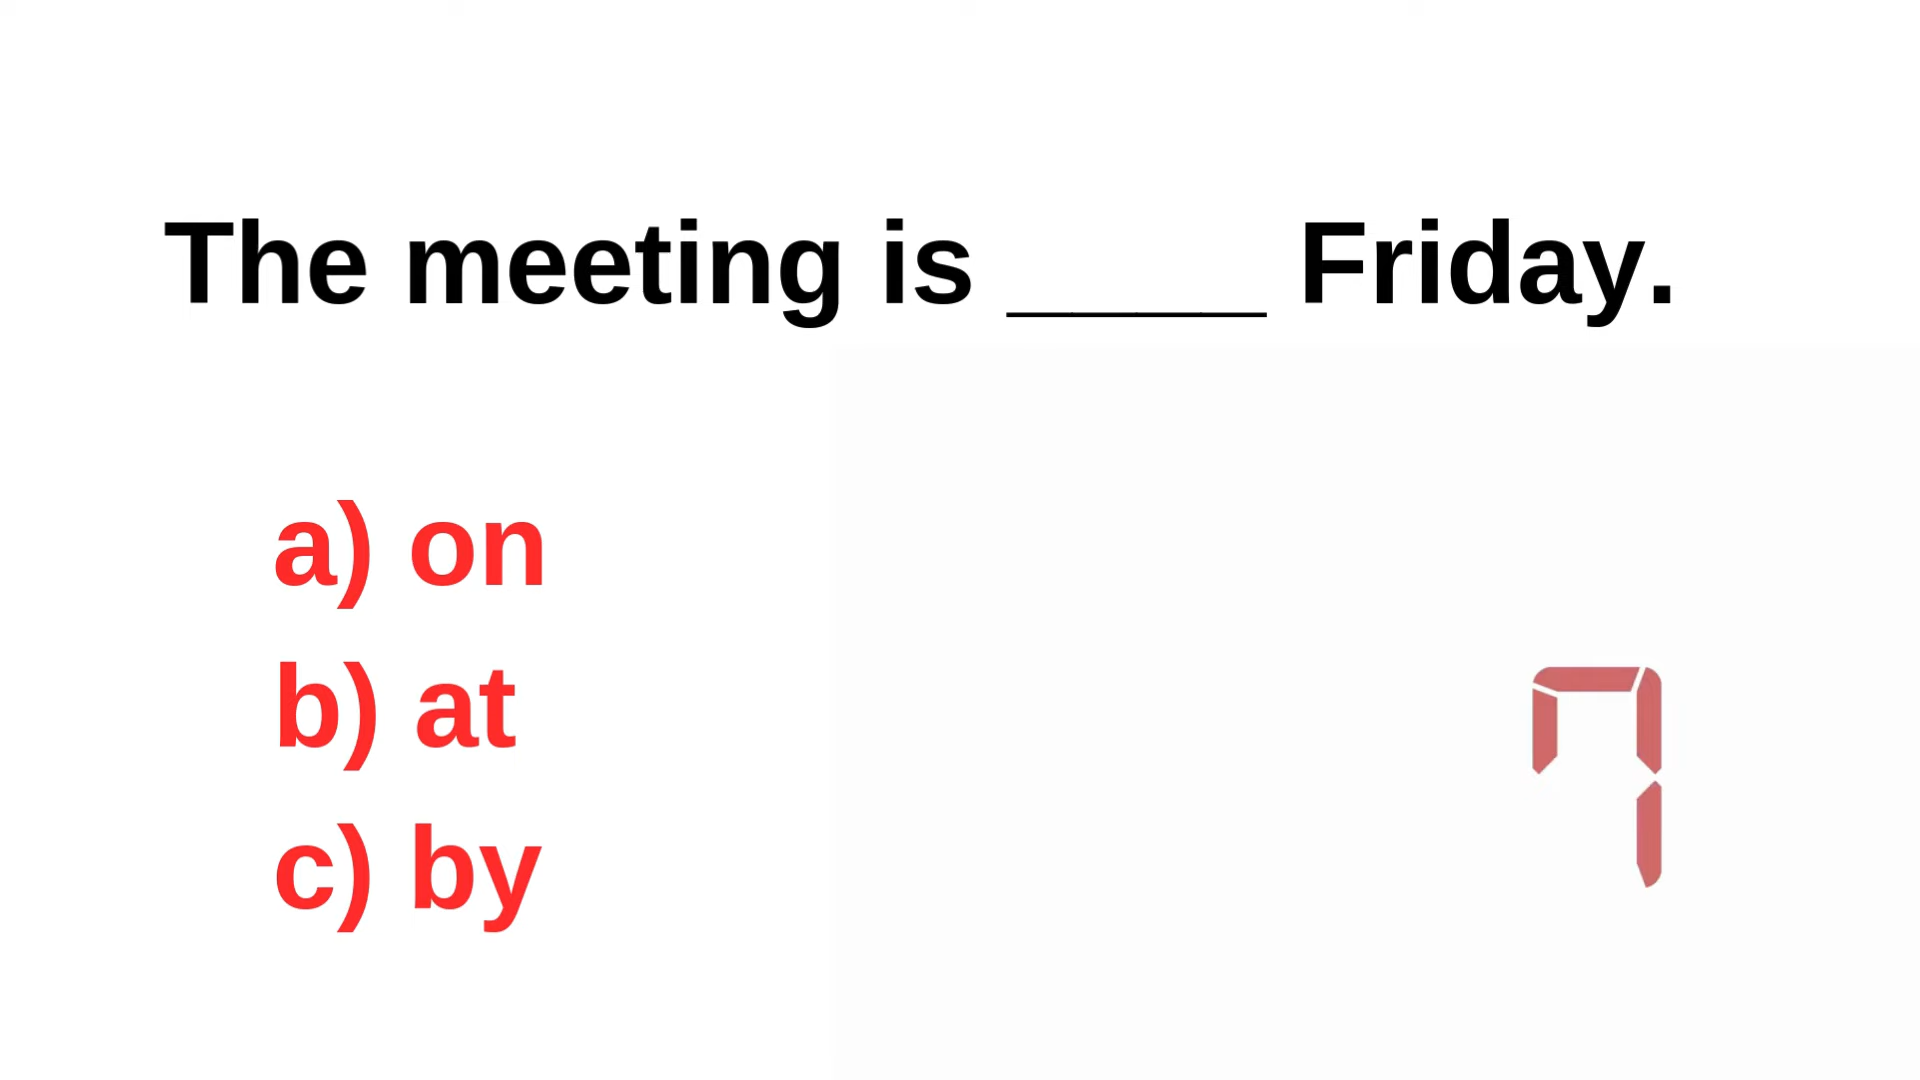 The meeting is _____ Friday.
a) on
b) at
c) by
7